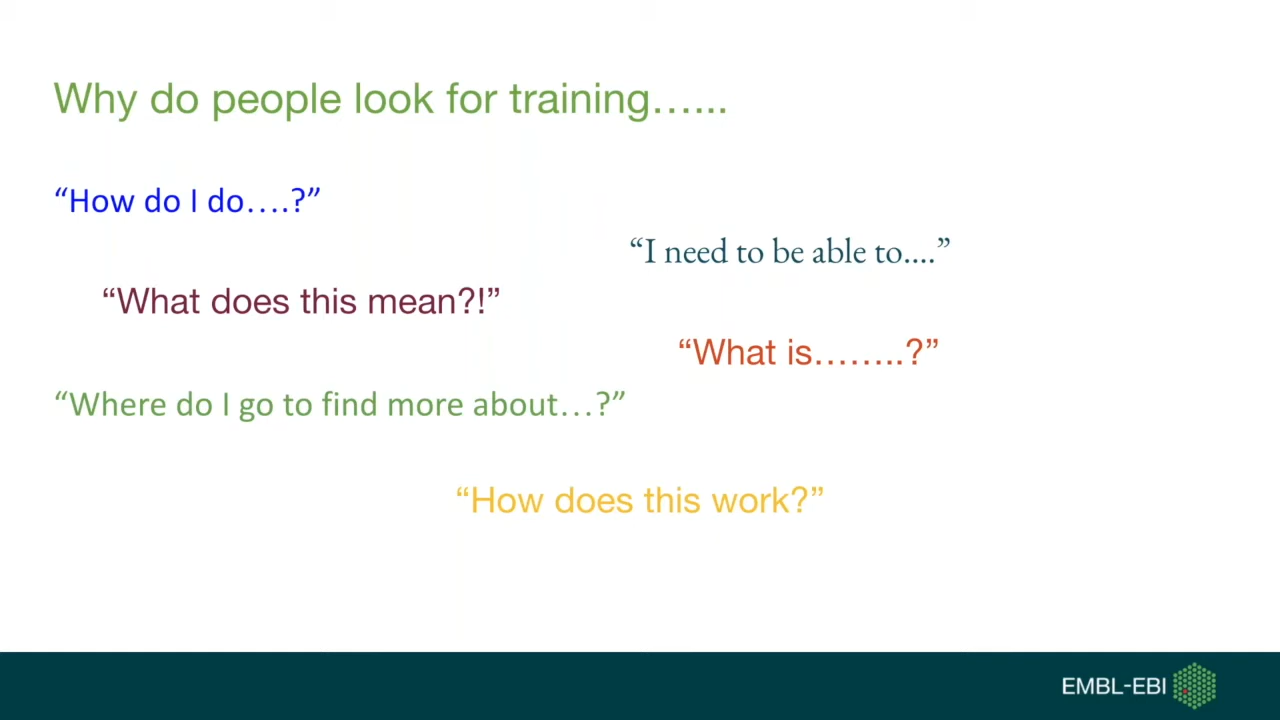 Why do people look for training…...
“How do I do….?”
“I need to be able to….”
“What does this mean?!”
“What is……..?”
“Where do I go to find more about…?”
“How does this work?”
EMBL-EBI